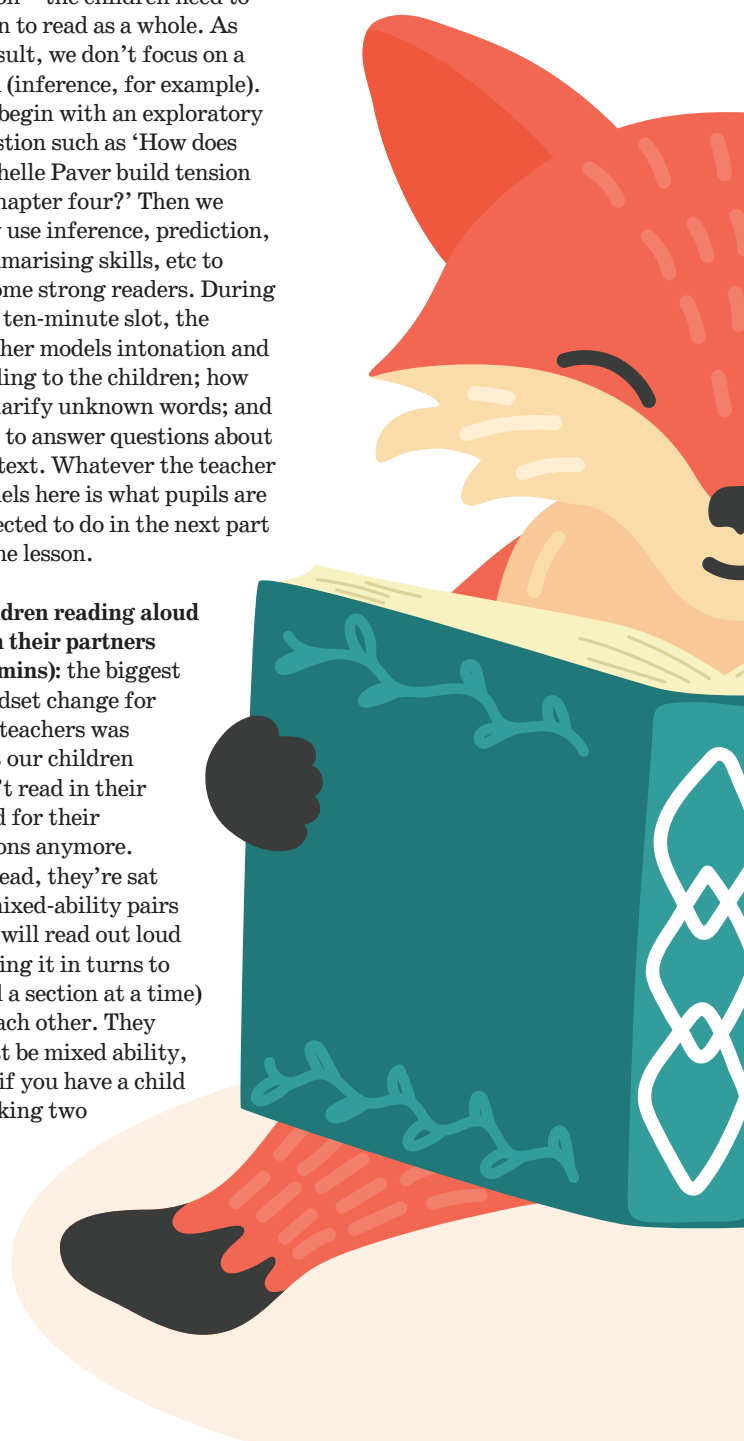 on – the children need to
n to read as a whole. As
sult, we don't focus on a
(inference, for example).
begin with an exploratory
stion such as 'How does
helle Paver build tension
hapter four?' Then we
use inference, prediction,
marising skills, etc to
ome strong readers. During
ten-minute slot, the
her models intonation and
ling to the children; how
larify unknown words; and
to answer questions about
text. Whatever the teacher
lels here is what pupils are
ected to do in the next part
ne lesson.
ldren reading aloud
n their partners
mins): the biggest
dset change for
teachers was
t our children
't read in their
d for their
ons anymore.
ead, they're sat
nixed-ability pairs
will read out loud
ing it in turns to
l a section at a time)
ach other. They
t be mixed ability,
if you have a child
king two